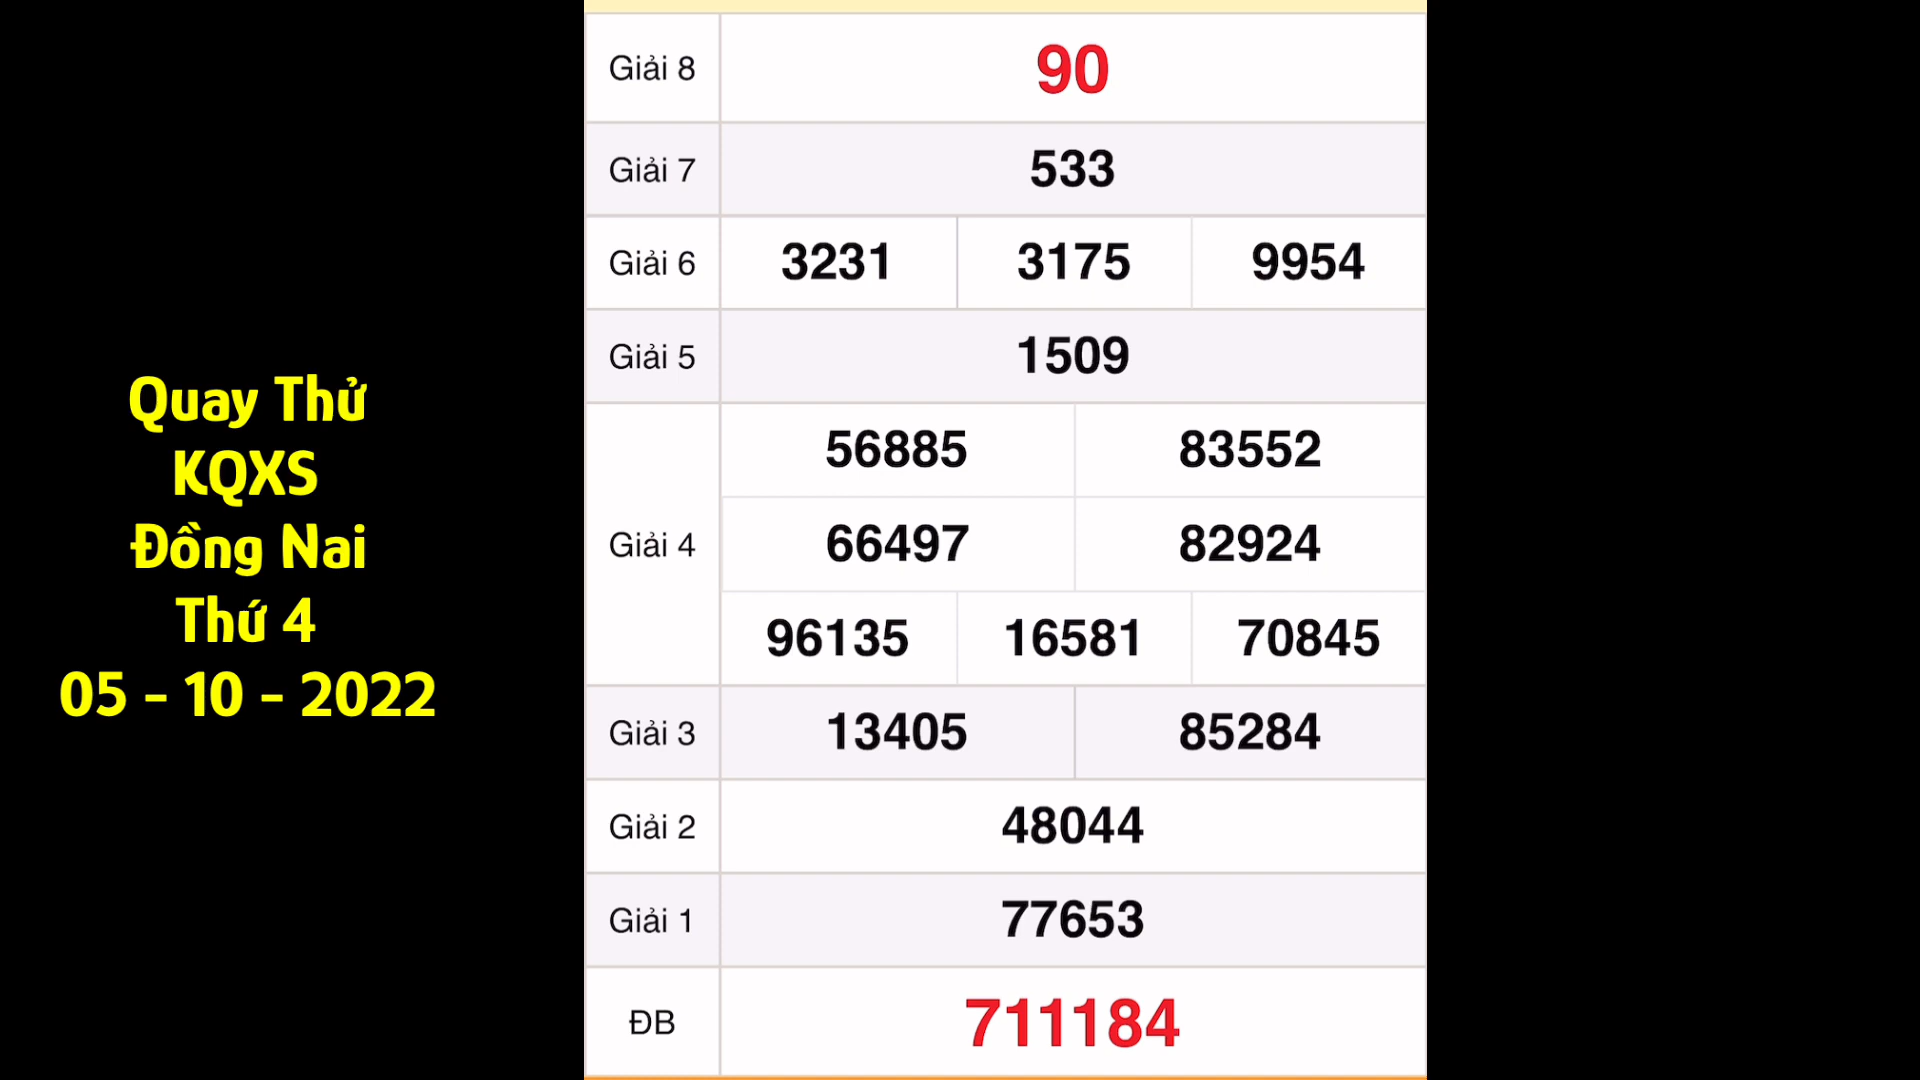 Quay Thử
KQXS
Đồng Nai
Thứ 4
05 - 10 - 2022
Giải 8 90
Giải 7 533
Giải 6 3231 3175 9954
Giải 5 1509
Giải 4 56885 83552
66497 82924
96135 16581 70845
Giải 3 13405 85284
Giải 2 48044
Giải 1 77653
ĐB 711184